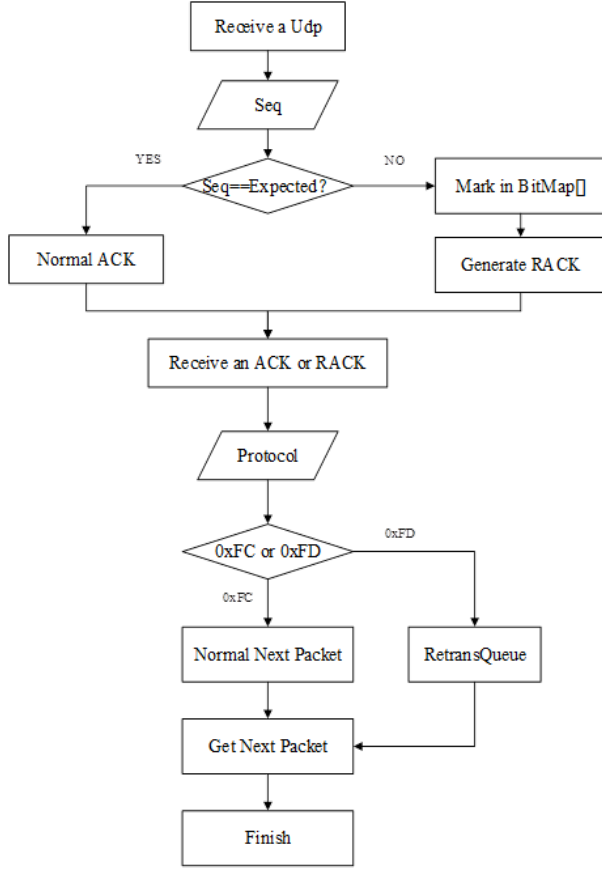 Receive a Udp
Seq
YES
NO
Seq==Expected?
Mark in BitMap[]
Normal ACK
Generate RACK
Receive an ACK or RACK
Protocol
0xFD
0xFC or 0xFD
0xFC
Normal Next Packet
RetransQueue
Get Next Packet
Finish